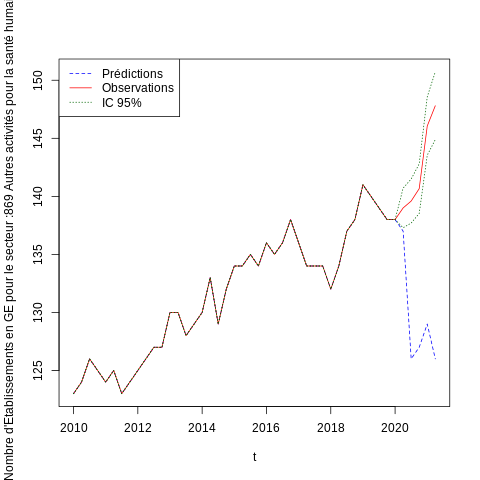 Nombre d'Etablissements en GE pour le secteur :869 Autres activités pour la santé humai
Prédictions
Observations
IC 95%
150
145
140
135
130
125
2010 2012 2014 2016 2018 2020
t